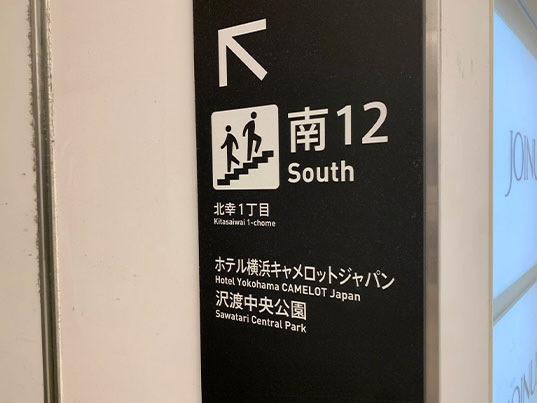 南12
South
北幸1丁目
Kitasaiwai 1-chome
ホテル横浜キャメロットジャパン
Hotel Yokohama CAMELOT Japan
沢渡中央公園
Sawatari Central Park